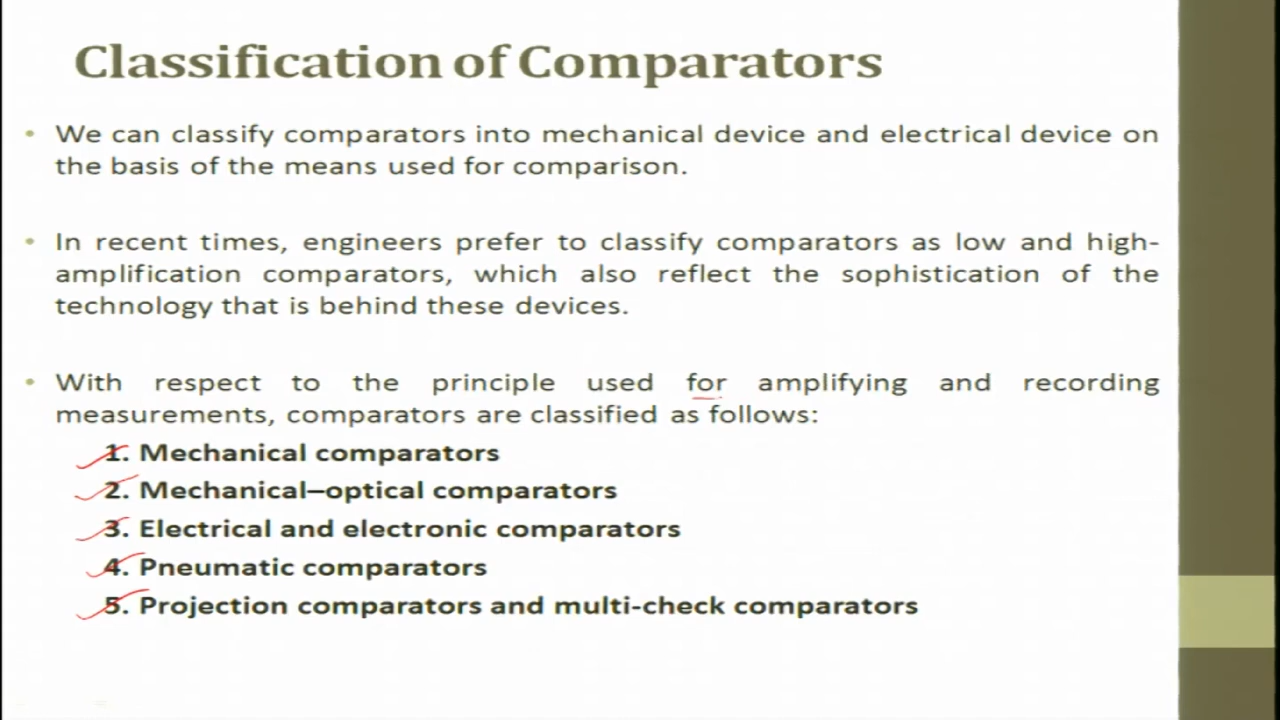 Classification of Comparators
• We can classify comparators into mechanical device and electrical device on
the basis of the means used for comparison.
• In recent times, engineers prefer to classify comparators as low and high-
amplification comparators, which also reflect the sophistication of the
technology that is behind these devices.
• With respect to the principle used for amplifying and recording
measurements, comparators are classified as follows:
1. Mechanical comparators
2. Mechanical–optical comparators
3. Electrical and electronic comparators
4. Pneumatic comparators
5. Projection comparators and multi-check comparators